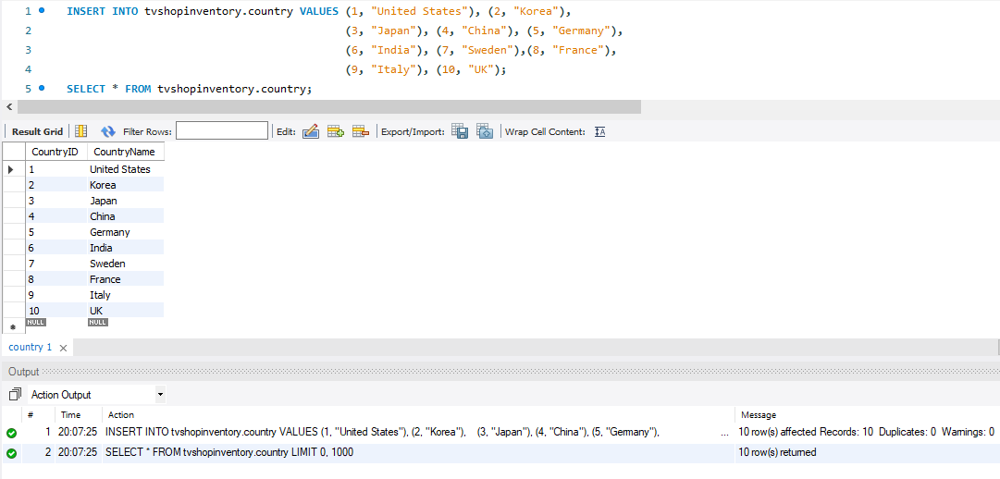 1 INSERT INTO tvshopinventory.country VALUES (1, "United States"), (2, "Korea"),
2 (3, "Japan"), (4, "China"), (5, "Germany"),
3 (6, "India"), (7, "Sweden"),(8, "France"),
4 (9, "Italy"), (10, "UK");
5 SELECT * FROM tvshopinventory.country;
Result Grid Filter Rows: Edit: Export/Import: Wrap Cell Content:
CountryID CountryName
1 United States
2 Korea
3 Japan
4 China
5 Germany
6 India
7 Sweden
8 France
9 Italy
10 UK
NULL NULL
country 1
Output
Action Output
# Time Action Message
1 20:07:25 INSERT INTO tvshopinventory.country VALUES (1, "United States"), (2, "Korea"), (3, "Japan"), (4, "China"), (5, "Germany"), ... 10 row(s) affected Records: 10 Duplicates: 0 Warnings: 0
2 20:07:25 SELECT * FROM tvshopinventory.country LIMIT 0, 1000 10 row(s) returned